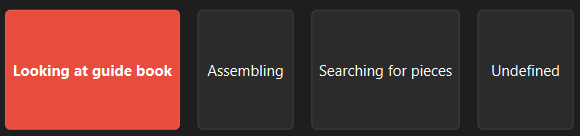 Looking at guide book
Assembling
Searching for pieces
Undefined